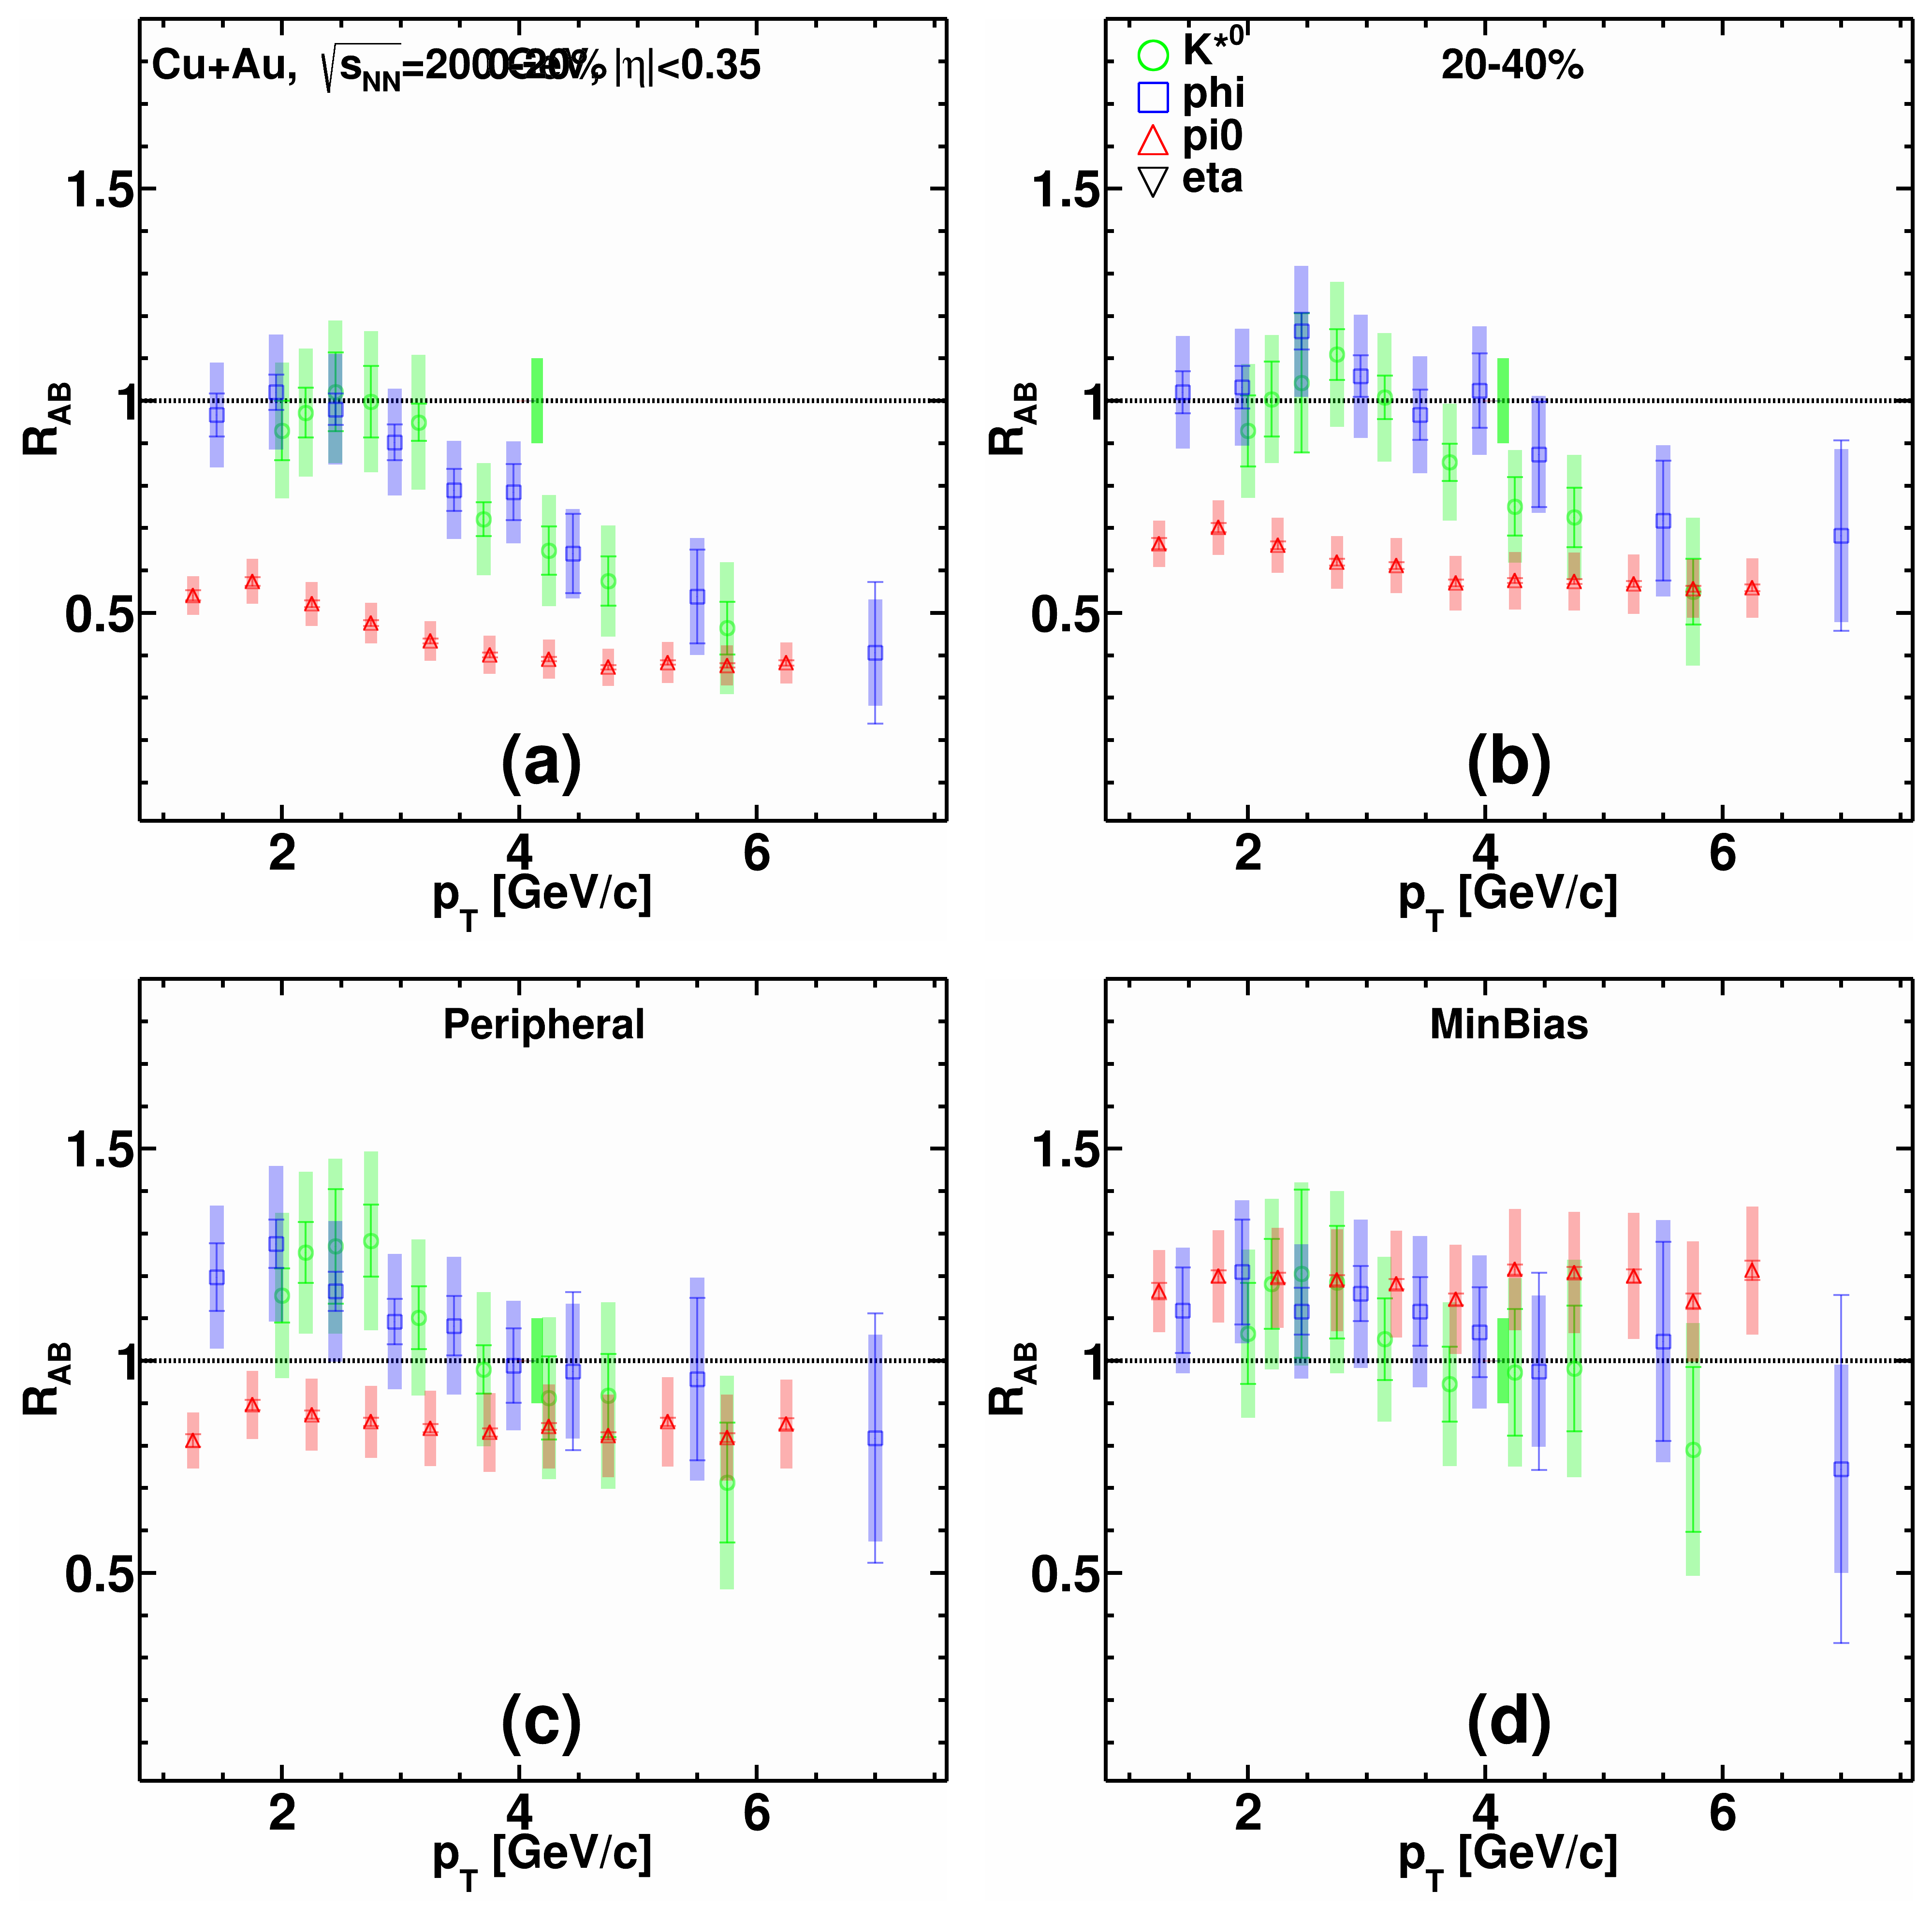 Cu+Au, √sNN=200 GeV, |η|<0.35
0-20%
1.5
1
0.5
RAB
(a)
2 4 6
pT [GeV/c]
K*0
phi
pi0
eta
20-40%
1.5
1
0.5
RAB
(b)
2 4 6
pT [GeV/c]
Peripheral
1.5
1
0.5
RAB
(c)
2 4 6
pT [GeV/c]
MinBias
1.5
1
0.5
RAB
(d)
2 4 6
pT [GeV/c]